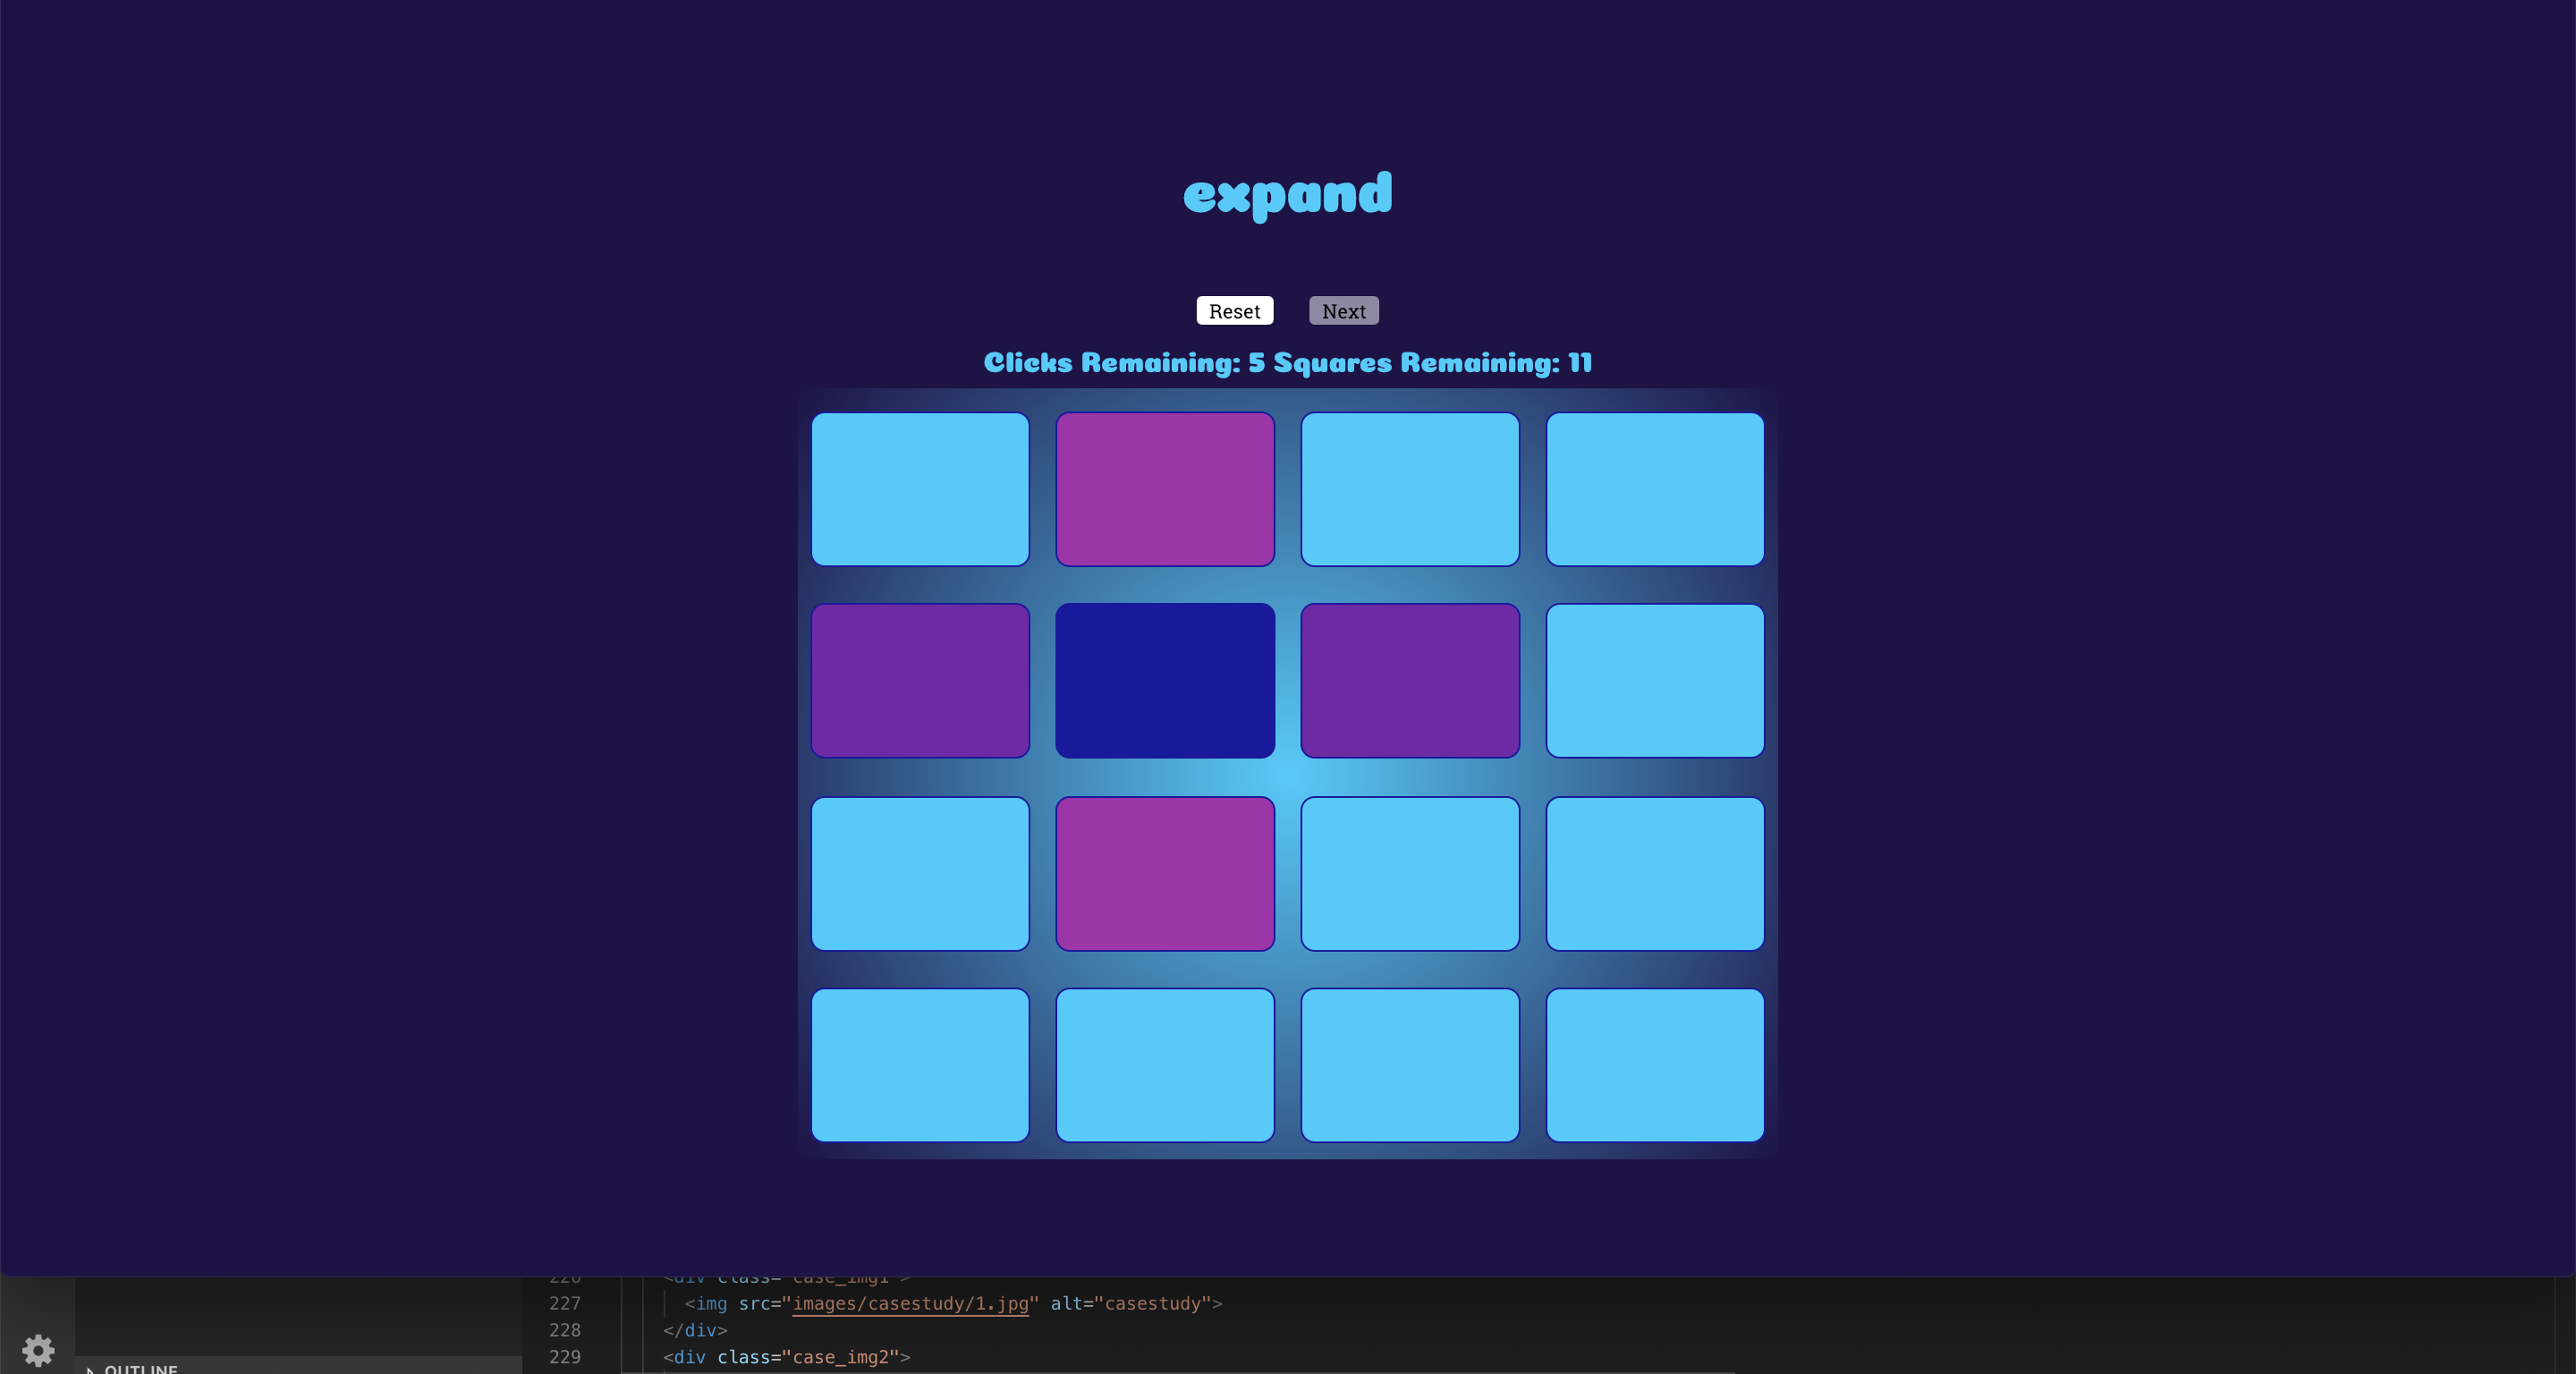 expand
Reset Next
Clicks Remaining: 5 Squares Remaining: 11
226 <div class="case_img1">
227 <img src="images/casestudy/1.jpg" alt="casestudy">
228 </div>
229 <div class="case_img2">
OUTLINE